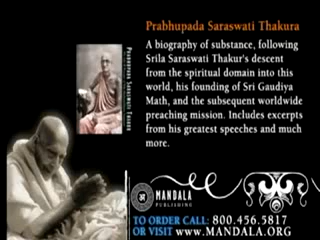 Prabhupada Saraswati Thakura
A biography of substance, following
Srila Saraswati Thakur's descent
from the spiritual domain into this
world, his founding of Sri Gaudiya
Math, and the subsequent worldwide
preaching mission. Includes excerpts
from his greatest speeches and much
more.
PRABHUPADA SARASWATI THAKUR
MANDALA
PUBLISHING
TO ORDER CALL: 800.456.5817
OR VISIT WWW.MANDALA.ORG